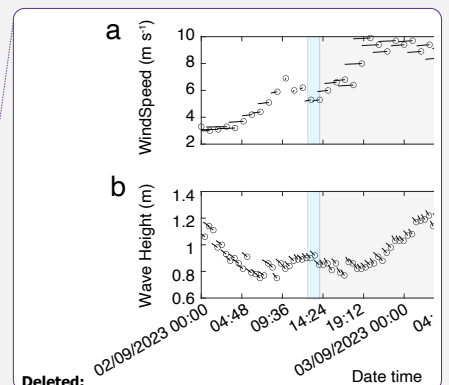 a
WindSpeed (m s⁻¹)
10
8
6
4
2
b
Wave Height (m)
1.4
1.2
1
0.8
0.6
02/09/2023 00:00
04:48
09:36
14:24
19:12
03/09/2023 00:00
04:
Date time
Deleted: